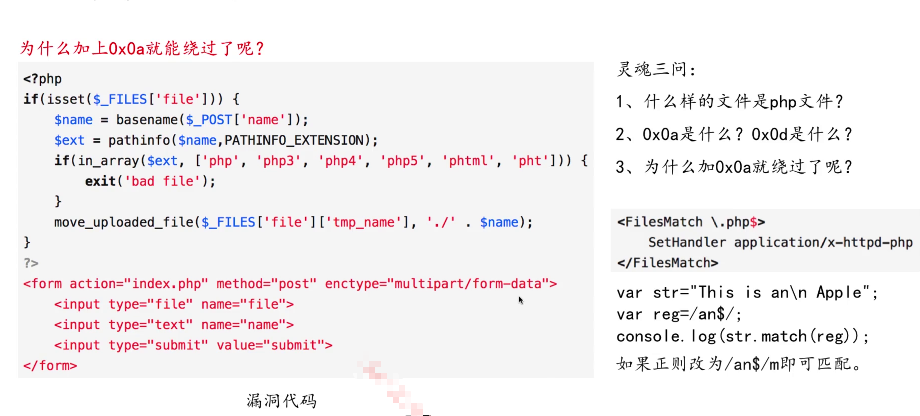 为什么加上0x0a就能绕过了呢？
<?php
if(isset($_FILES['file'])) {
    $name = basename($_POST['name']);
    $ext = pathinfo($name,PATHINFO_EXTENSION);
    if(in_array($ext, ['php', 'php3', 'php4', 'php5', 'phtml', 'pht'])) {
        exit('bad file');
    }
    move_uploaded_file($_FILES['file']['tmp_name'], './' . $name);
}
?>
<form action="index.php" method="post" enctype="multipart/form-data">
    <input type="file" name="file">
    <input type="text" name="name">
    <input type="submit" value="submit">
</form>
漏洞代码
灵魂三问：
1、什么样的文件是php文件？
2、0x0a是什么？0x0d是什么？
3、为什么加0x0a就绕过了呢？
<FilesMatch \.php$>
    SetHandler application/x-httpd-php
</FilesMatch>
var str="This is an\n Apple";
var reg=/an$/;
console.log(str.match(reg));
如果正则改为/an$/m即可匹配。